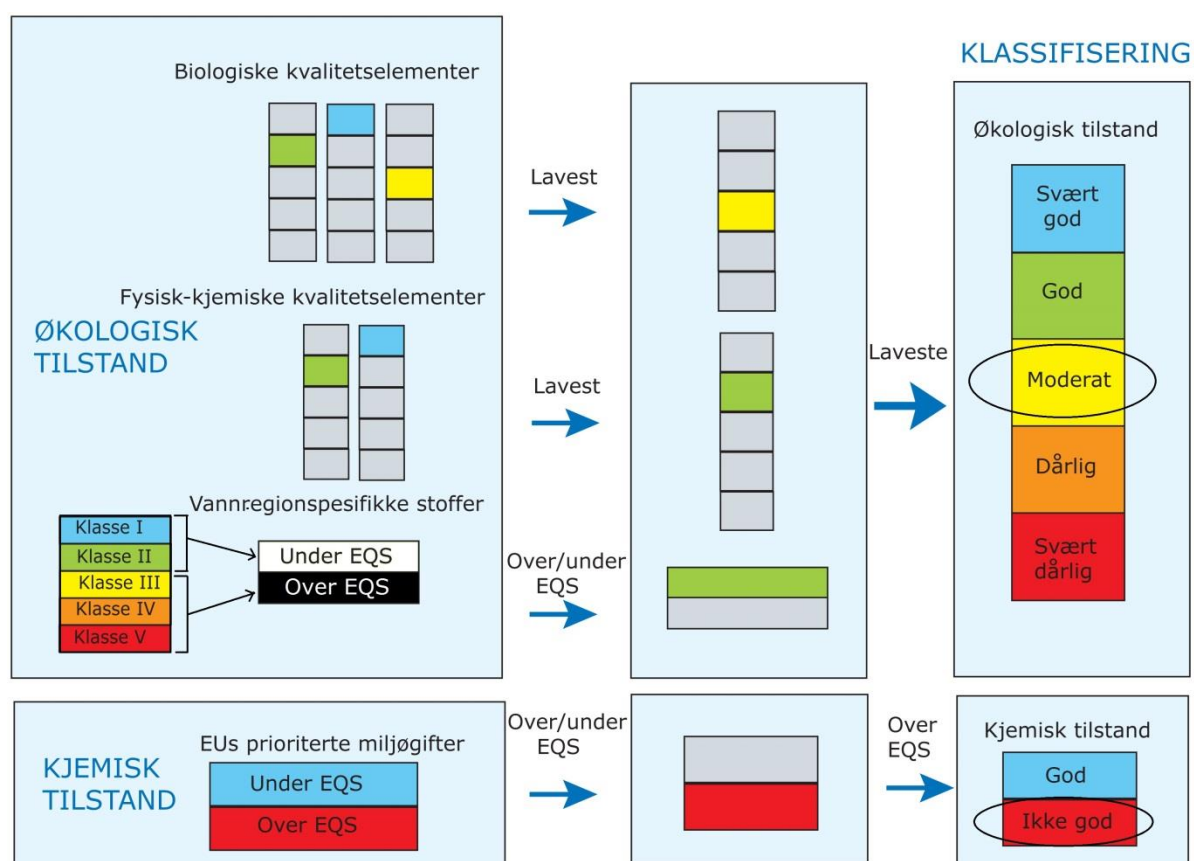 KLASSIFISERING
Biologiske kvalitetselementer
Lavest
Fysisk-kjemiske kvalitetselementer
ØKOLOGISK
TILSTAND
Lavest
Vannregionspesifikke stoffer
Klasse I
Klasse II
Klasse III
Klasse IV
Klasse V
Under EQS
Over EQS
Over/under
EQS
Laveste
Økologisk tilstand
Svært
god
God
Moderat
Dårlig
Svært
dårlig
KJEMISK
TILSTAND
EUs prioriterte miljøgifter
Under EQS
Over EQS
Over/under
EQS
Over
EQS
Kjemisk tilstand
God
Ikke god